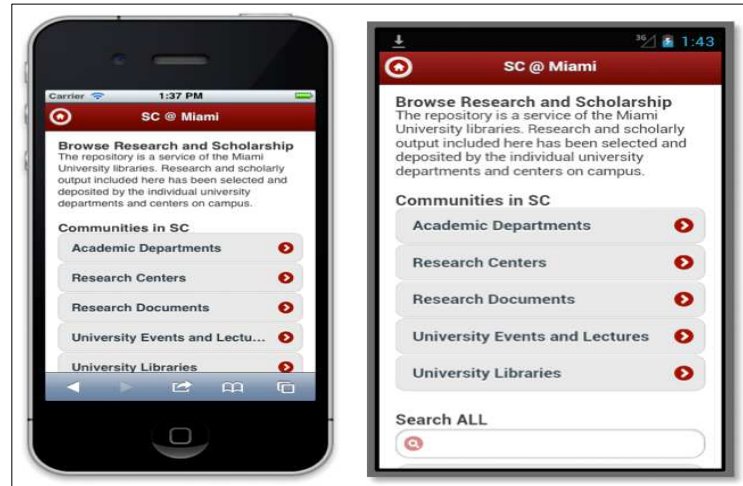 Carrier 1:37 PM
SC @ Miami
Browse Research and Scholarship
The repository is a service of the Miami
University libraries. Research and scholarly
output included here has been selected and
deposited by the individual university
departments and centers on campus.
Communities in SC
Academic Departments
Research Centers
Research Documents
University Events and Lectu...
University Libraries
36 1:43
SC @ Miami
Browse Research and Scholarship
The repository is a service of the Miami
University libraries. Research and scholarly
output included here has been selected and
deposited by the individual university
departments and centers on campus.
Communities in SC
Academic Departments
Research Centers
Research Documents
University Events and Lectures
University Libraries
Search ALL